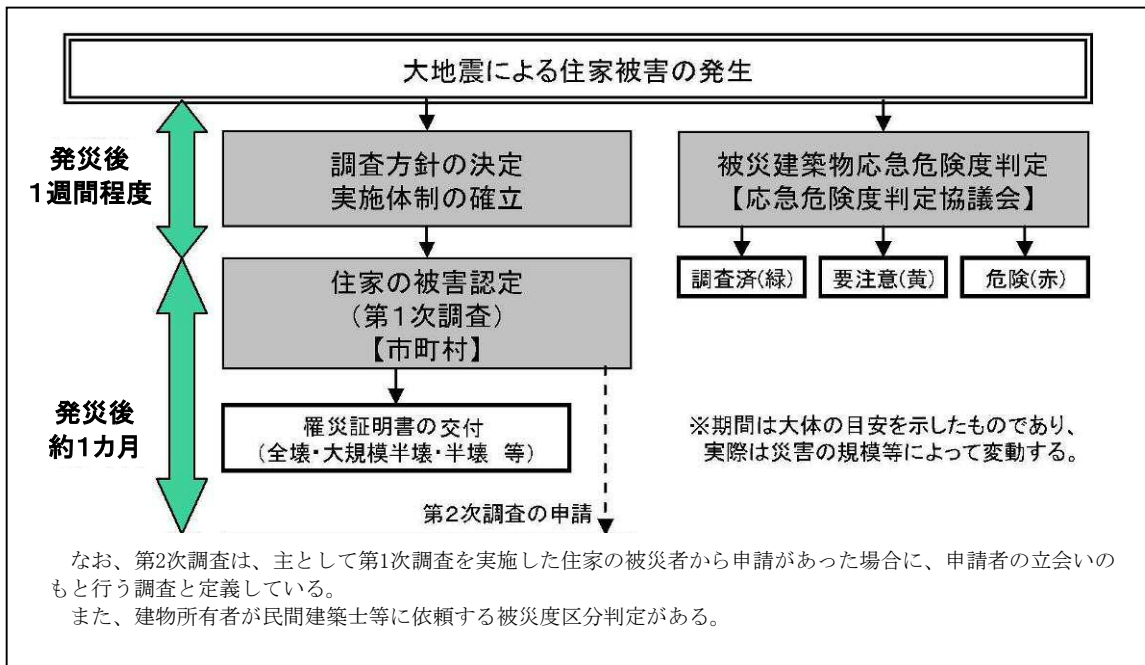 大地震による住家被害の発生
発災後
1週間程度
調査方針の決定
実施体制の確立
被災建築物応急危険度判定
【応急危険度判定協議会】
調査済(緑)
要注意(黄)
危険(赤)
発災後
約1カ月
住家の被害認定
(第1次調査)
【市町村】
罹災証明書の交付
(全壊・大規模半壊・半壊 等)
※期間は大体の目安を示したものであり、
実際は災害の規模等によって変動する。
第2次調査の申請
なお、第2次調査は、主として第1次調査を実施した住家の被災者から申請があった場合に、申請者の立会いの
もと行う調査と定義している。
また、建物所有者が民間建築士等に依頼する被災度区分判定がある。